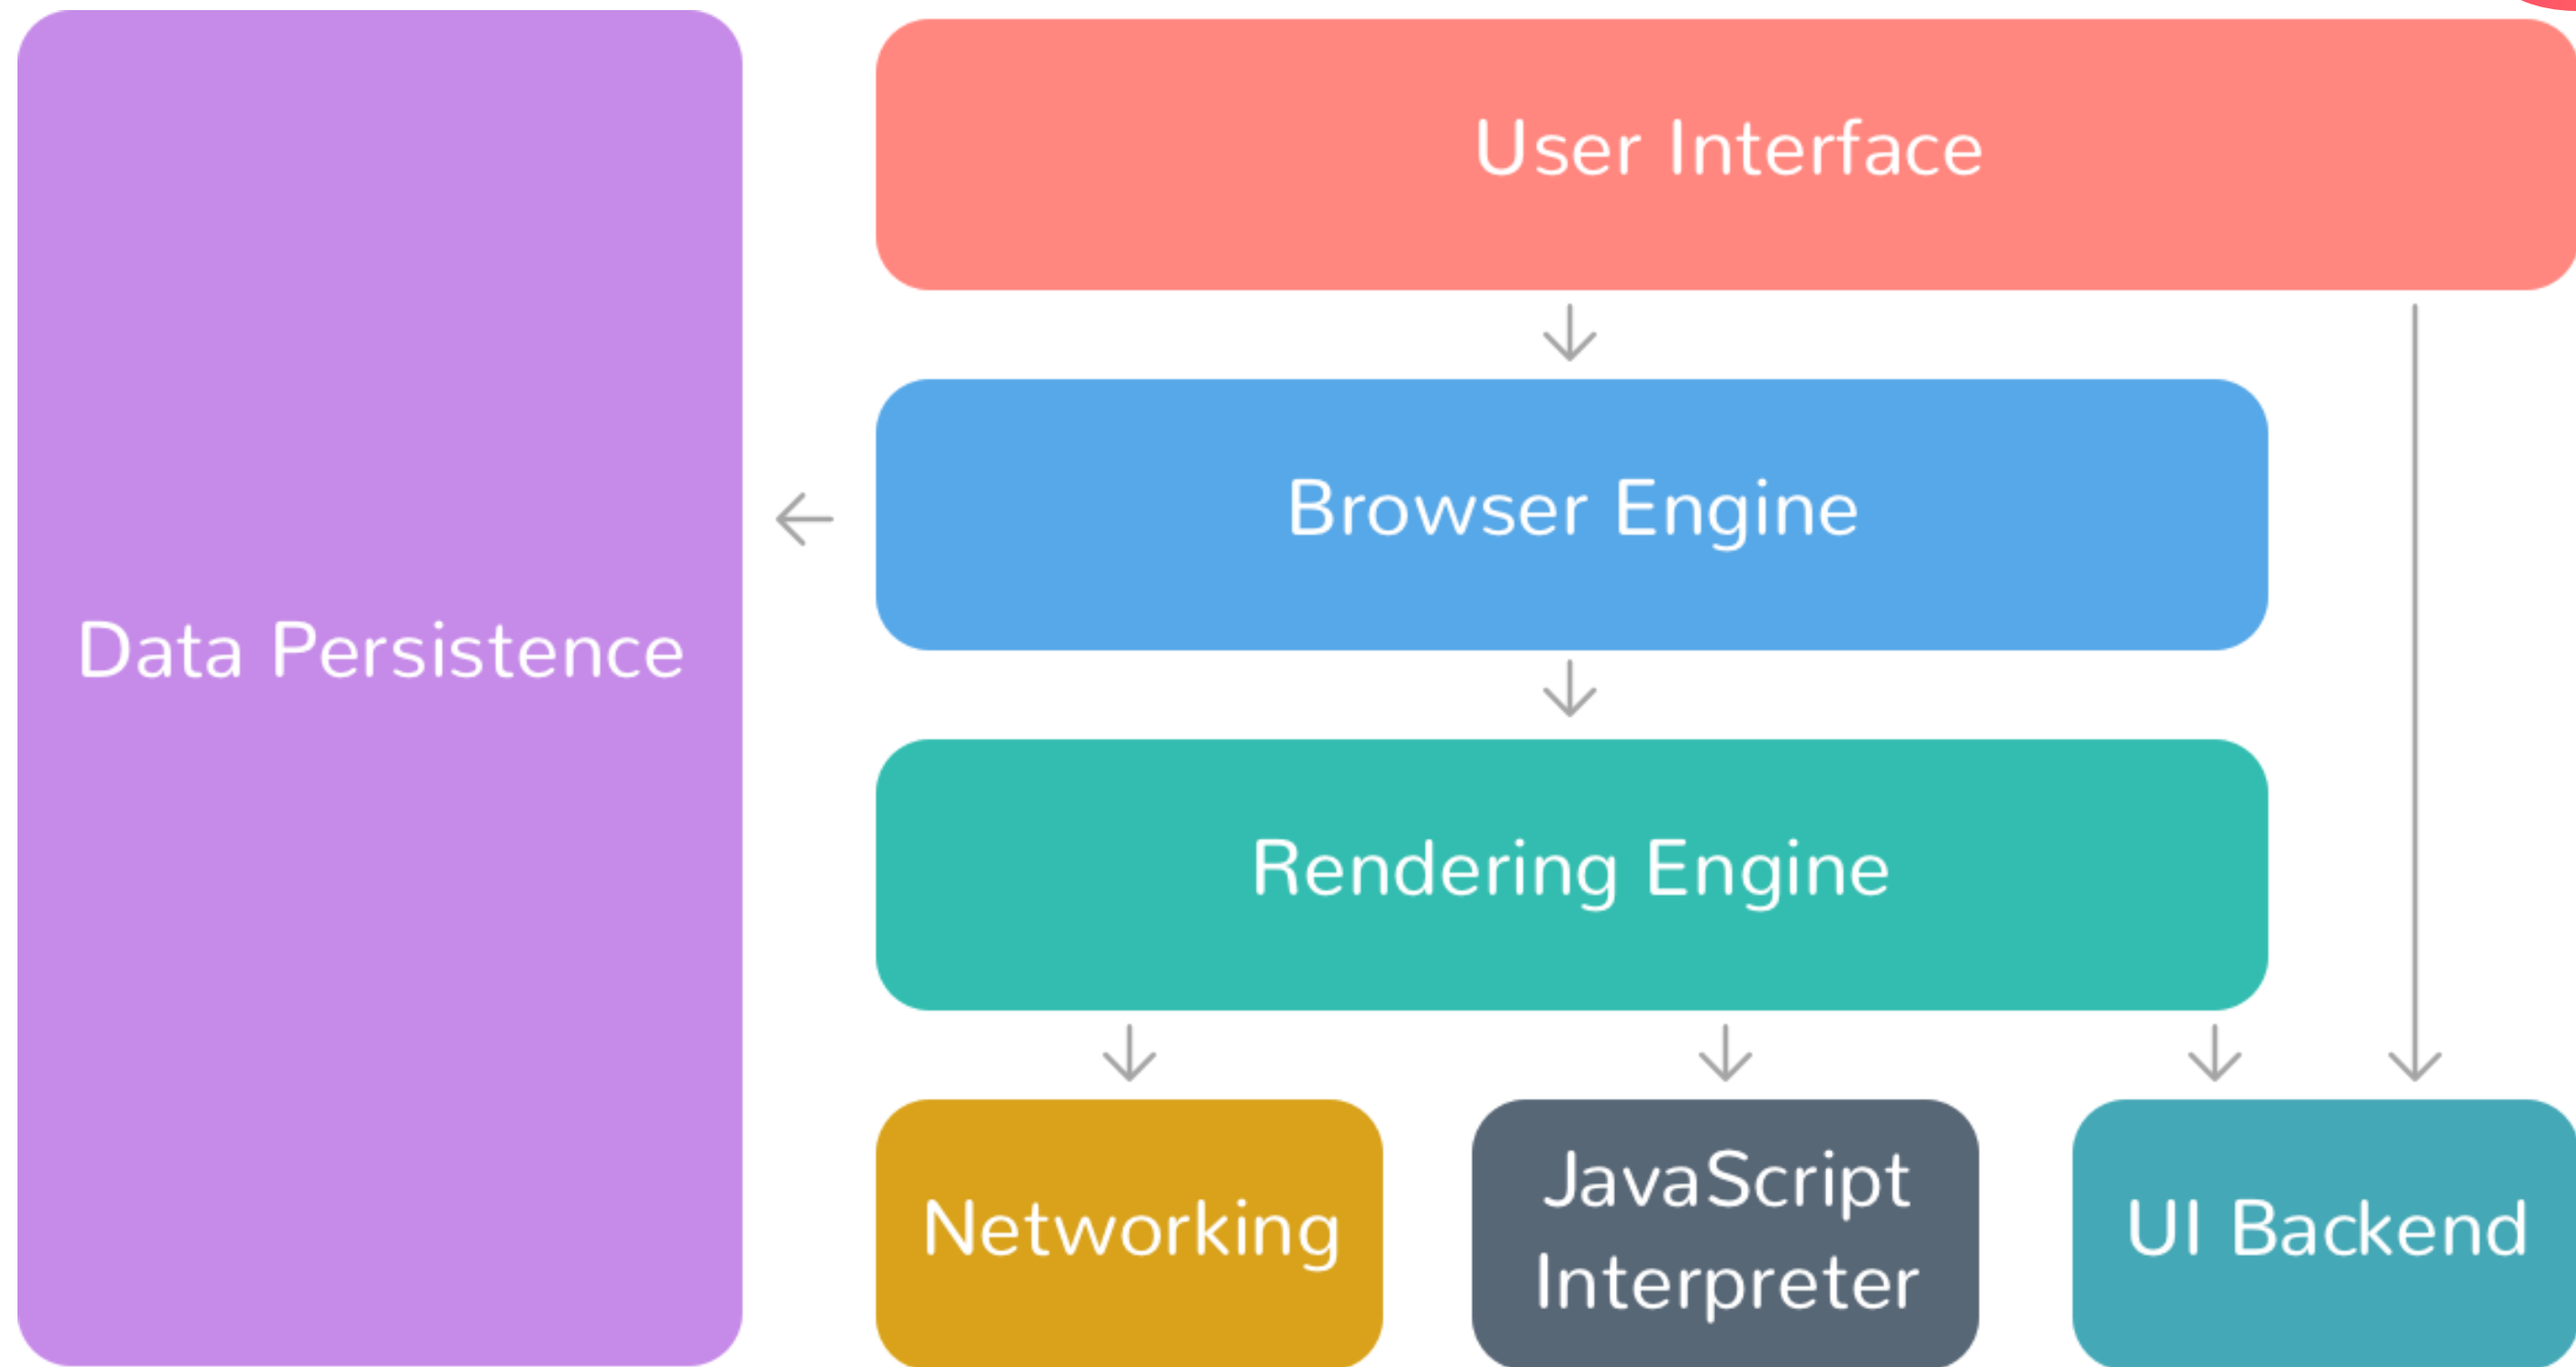 User Interface
Browser Engine
Data Persistence
Rendering Engine
Networking
JavaScript
Interpreter
UI Backend